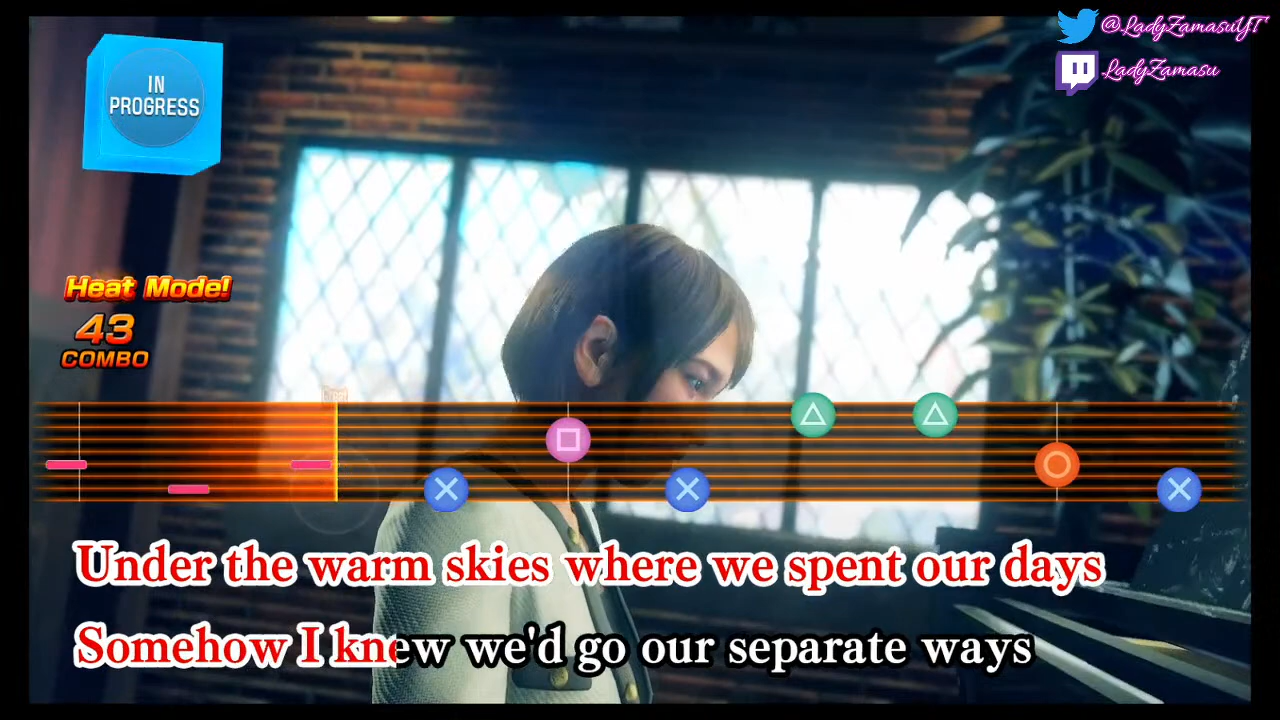 @LadyZamasuYT
LadyZamasu
IN
PROGRESS
Heat Mode!
43
COMBO
Great
Under the warm skies where we spent our days
Somehow I knew we'd go our separate ways